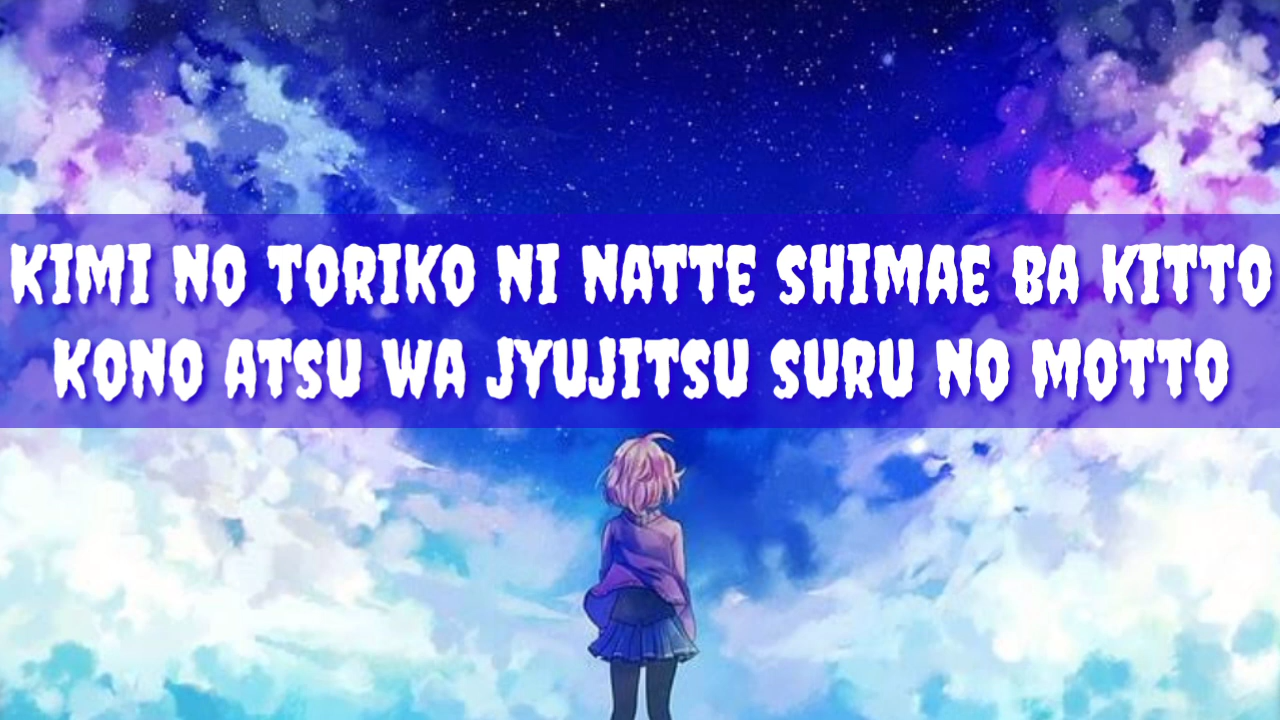 KIMI NO TORIKO NI NATTE SHIMAE BA KITTO
KONO ATSU WA JYUJITSU SURU NO MOTTO